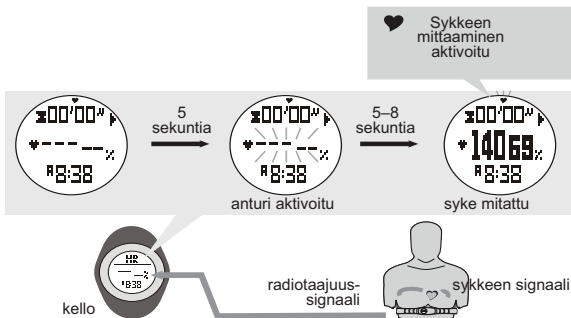 Sykkeen
mittaaminen
aktivoitu
00'00"
5
sekuntia
00'00"
5–8
sekuntia
00'00"
--- --%
--- --%
140 69%
A 8:38
A 8:38
A 8:38
anturi aktivoitu
syke mitattu
HR
-- --%
A 8:38
radiotaajuus-
signaali
sykkeen signaali
kello